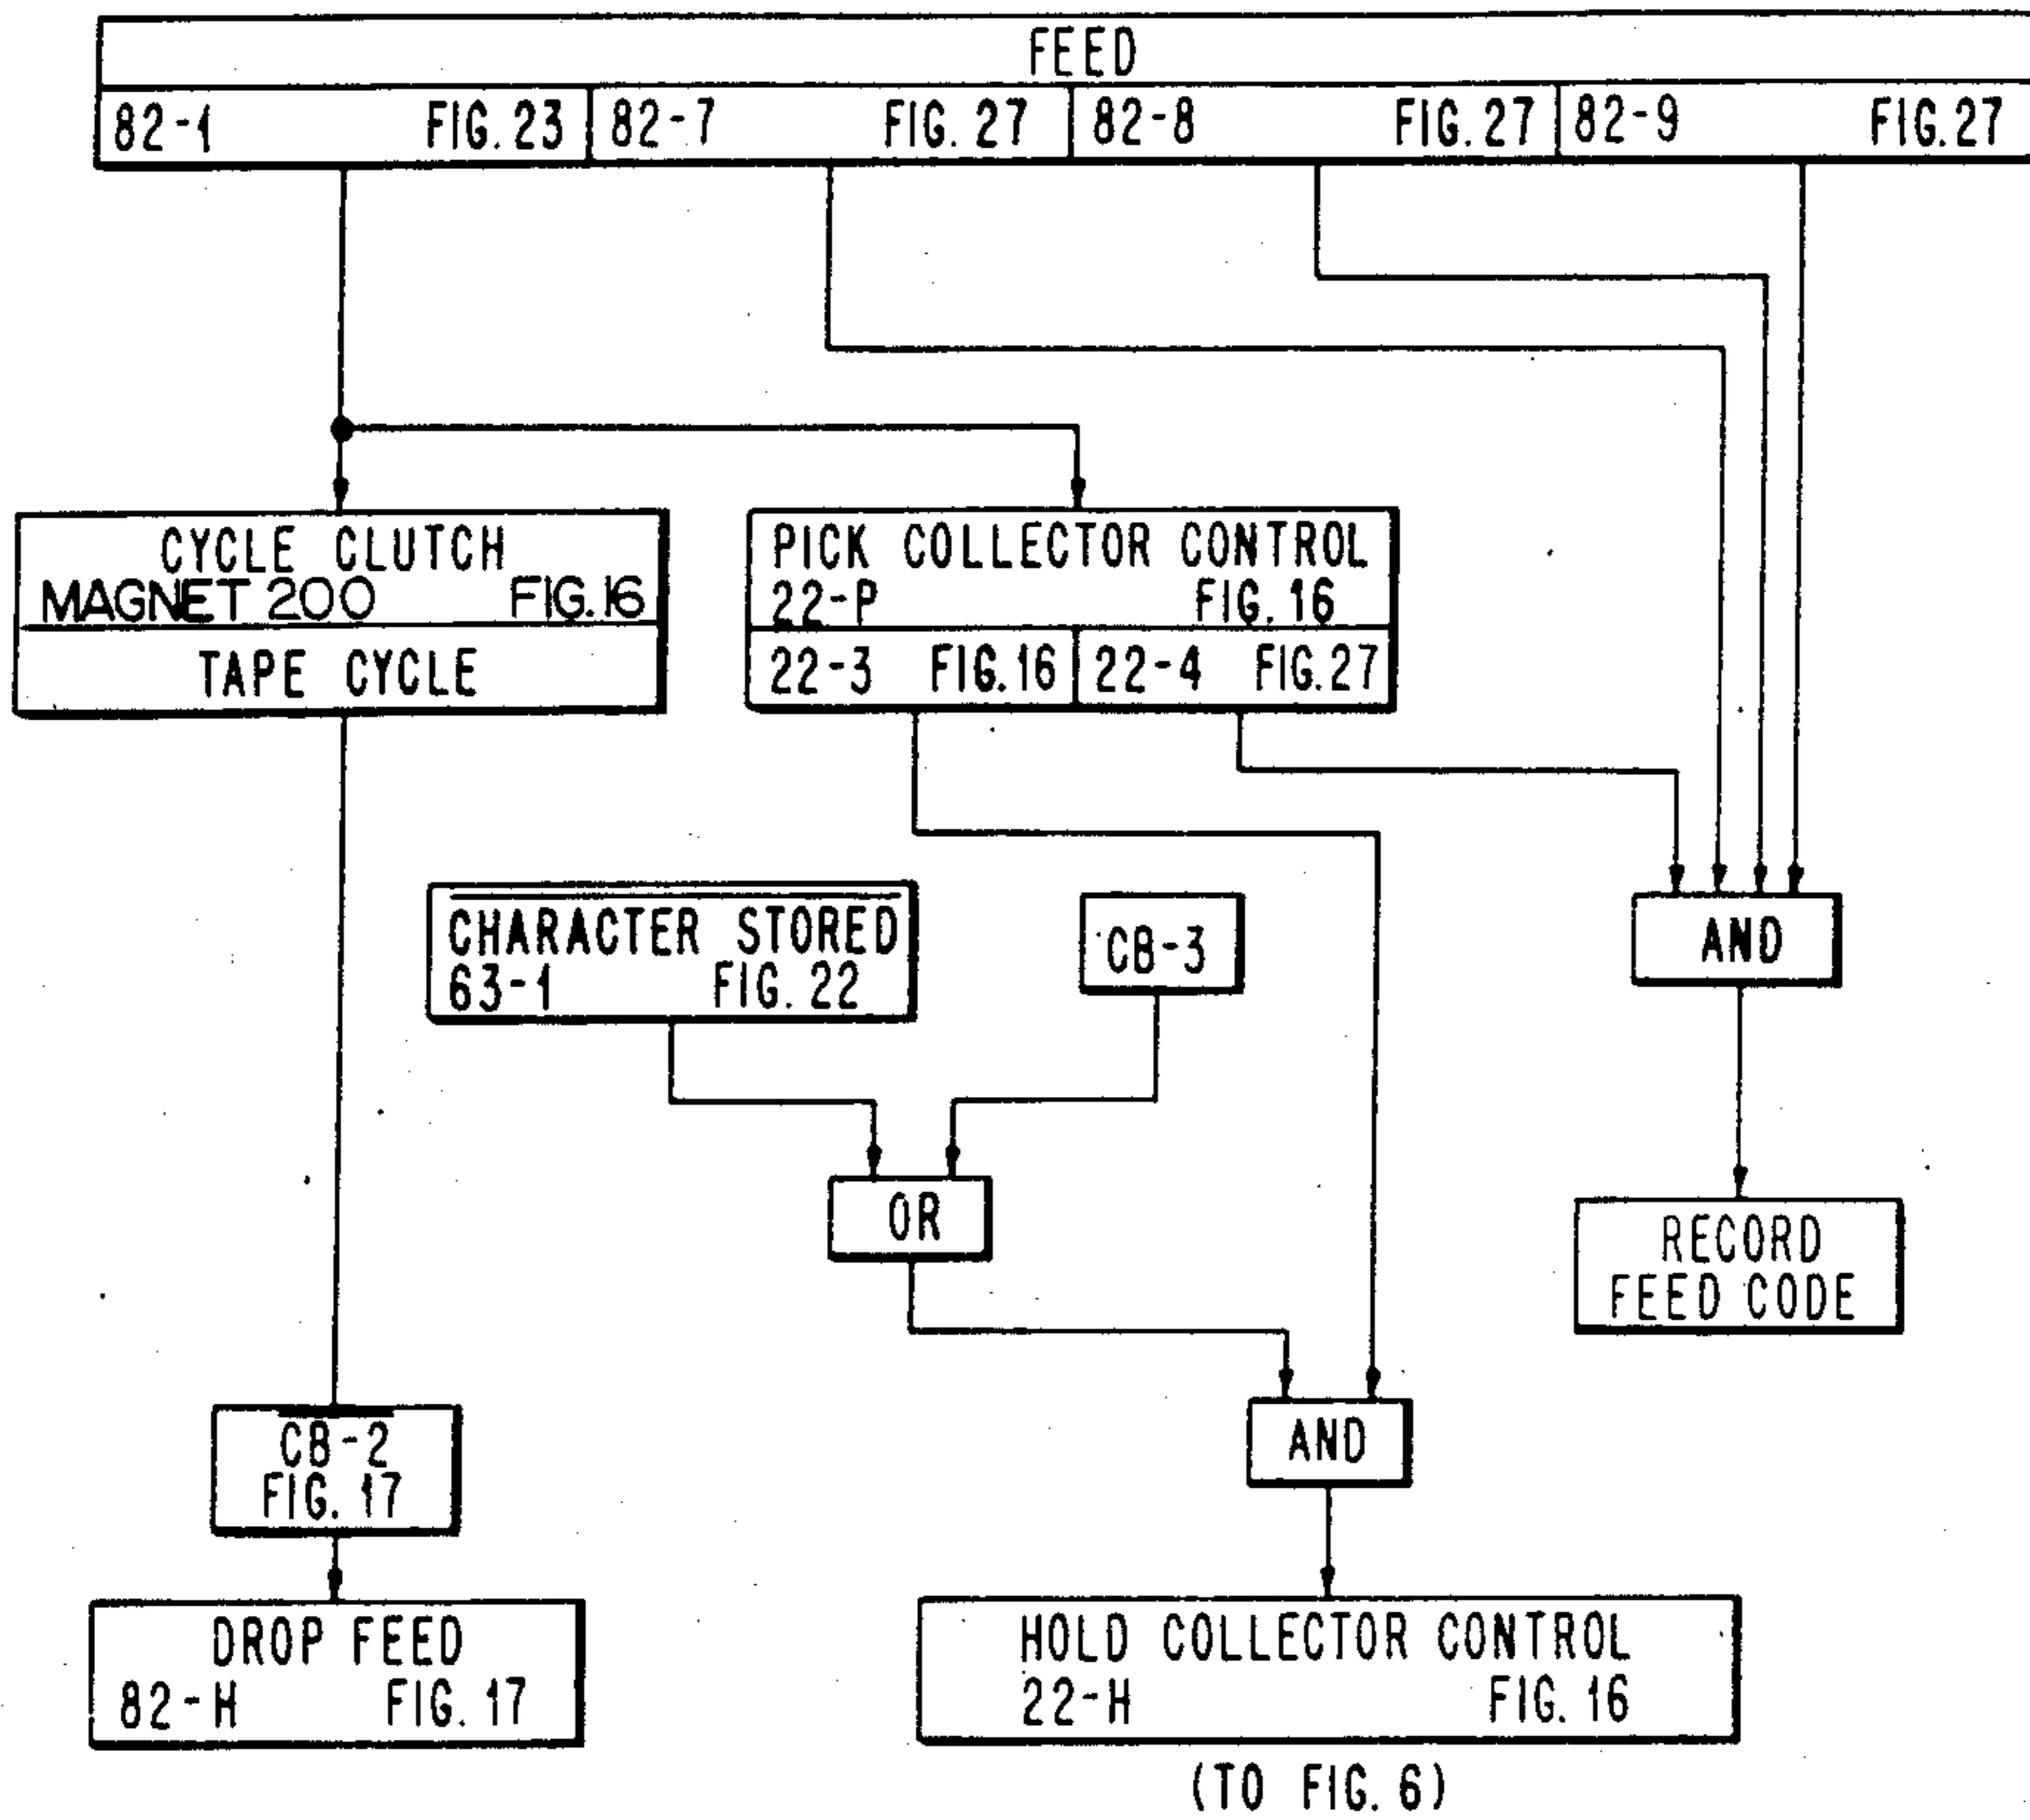 FEED
82-1 FIG. 23 82-7 FIG. 27 82-8 FIG. 27 82-9 FIG. 27
CYCLE CLUTCH
MAGNET 200 FIG. 16
TAPE CYCLE
PICK COLLECTOR CONTROL
22-P FIG. 16
22-3 FIG. 16 22-4 FIG. 27
CHARACTER STORED
63-1 FIG. 22
CB-3
AND
OR
RECORD
FEED CODE
CB-2
FIG. 17
AND
DROP FEED
82-H FIG. 17
HOLD COLLECTOR CONTROL
22-H FIG. 16
(TO FIG. 6)